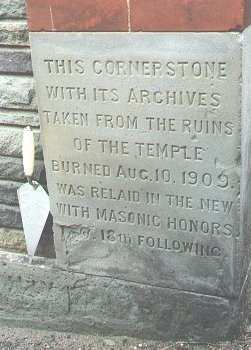 THIS CORNERSTONE
WITH ITS ARCHIVES
TAKEN FROM THE RUINS
OF THE TEMPLE
BURNED AUG. 10, 1909.
WAS RELAID IN THE NEW
WITH MASONIC HONORS
18TH FOLLOWING